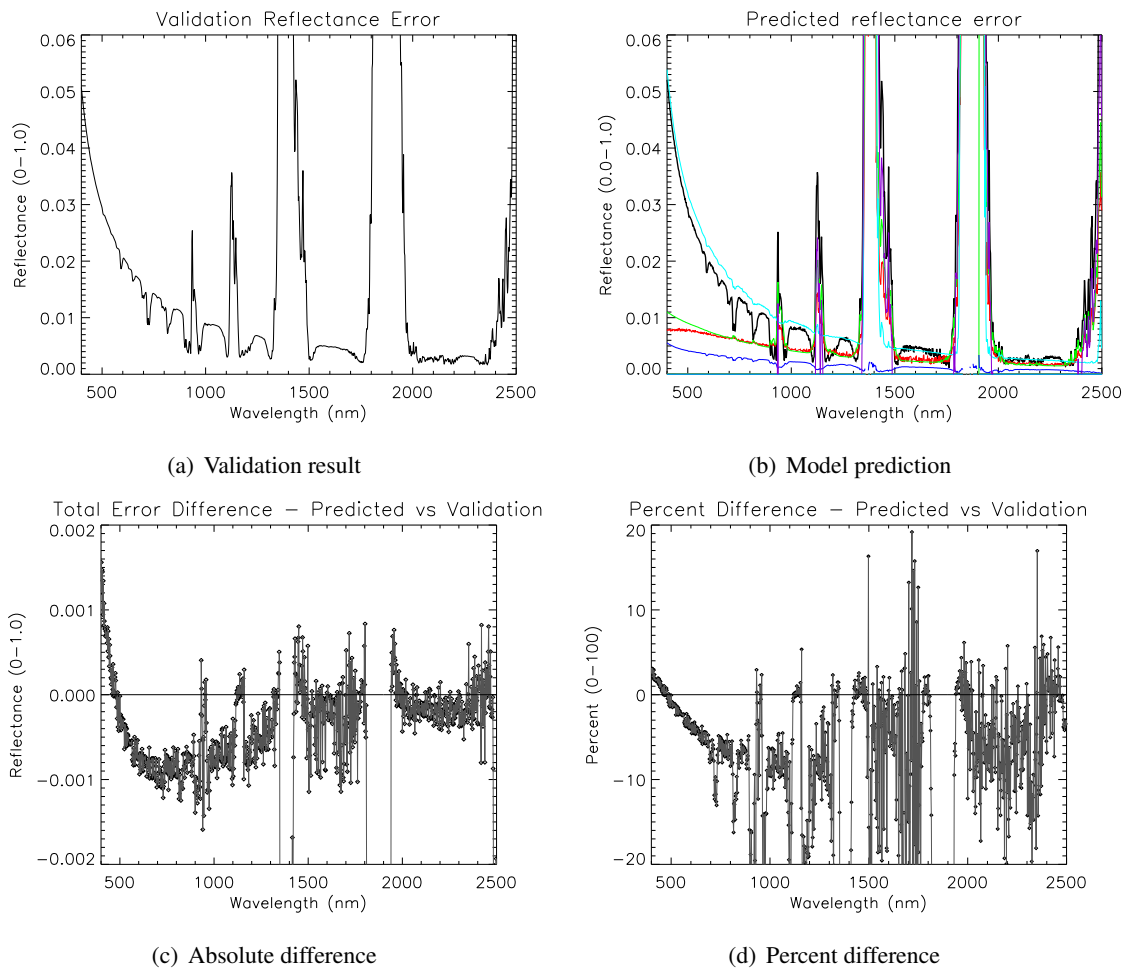 Validation Reflectance Error
Reflectance (0−1.0)
0.06
0.05
0.04
0.03
0.02
0.01
0.00
500 1000 1500 2000 2500
Wavelength (nm)
(a) Validation result
Predicted reflectance error
Reflectance (0.0−1.0)
0.06
0.05
0.04
0.03
0.02
0.01
0.00
500 1000 1500 2000 2500
Wavelength (nm)
(b) Model prediction
Total Error Difference − Predicted vs Validation
Reflectance (0−1.0)
0.002
0.001
0.000
−0.001
−0.002
500 1000 1500 2000 2500
Wavelength (nm)
(c) Absolute difference
Percent Difference − Predicted vs Validation
Percent (0−100)
20
10
0
−10
−20
500 1000 1500 2000 2500
Wavelength (nm)
(d) Percent difference